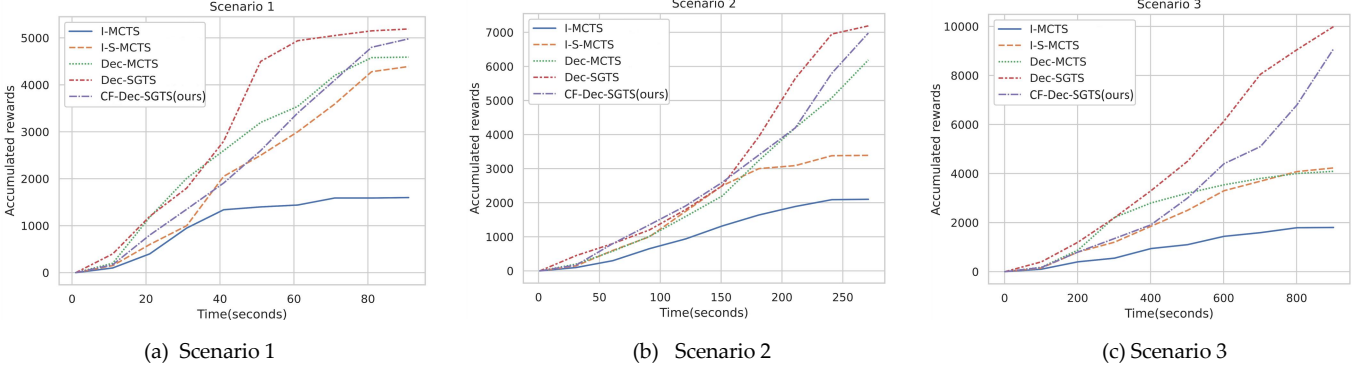 Scenario 1
I-MCTS
I-S-MCTS
Dec-MCTS
Dec-SGTS
CF-Dec-SGTS(ours)
Accumulated rewards
5000
4000
3000
2000
1000
0
0 20 40 60 80
Time(seconds)
(a) Scenario 1
Scenario 2
I-MCTS
I-S-MCTS
Dec-MCTS
Dec-SGTS
CF-Dec-SGTS(ours)
Accumulated rewards
7000
6000
5000
4000
3000
2000
1000
0
0 50 100 150 200 250
Time(seconds)
(b) Scenario 2
Scenario 3
I-MCTS
I-S-MCTS
Dec-MCTS
Dec-SGTS
CF-Dec-SGTS(ours)
Accumulated rewards
10000
8000
6000
4000
2000
0
0 200 400 600 800
Time(seconds)
(c) Scenario 3